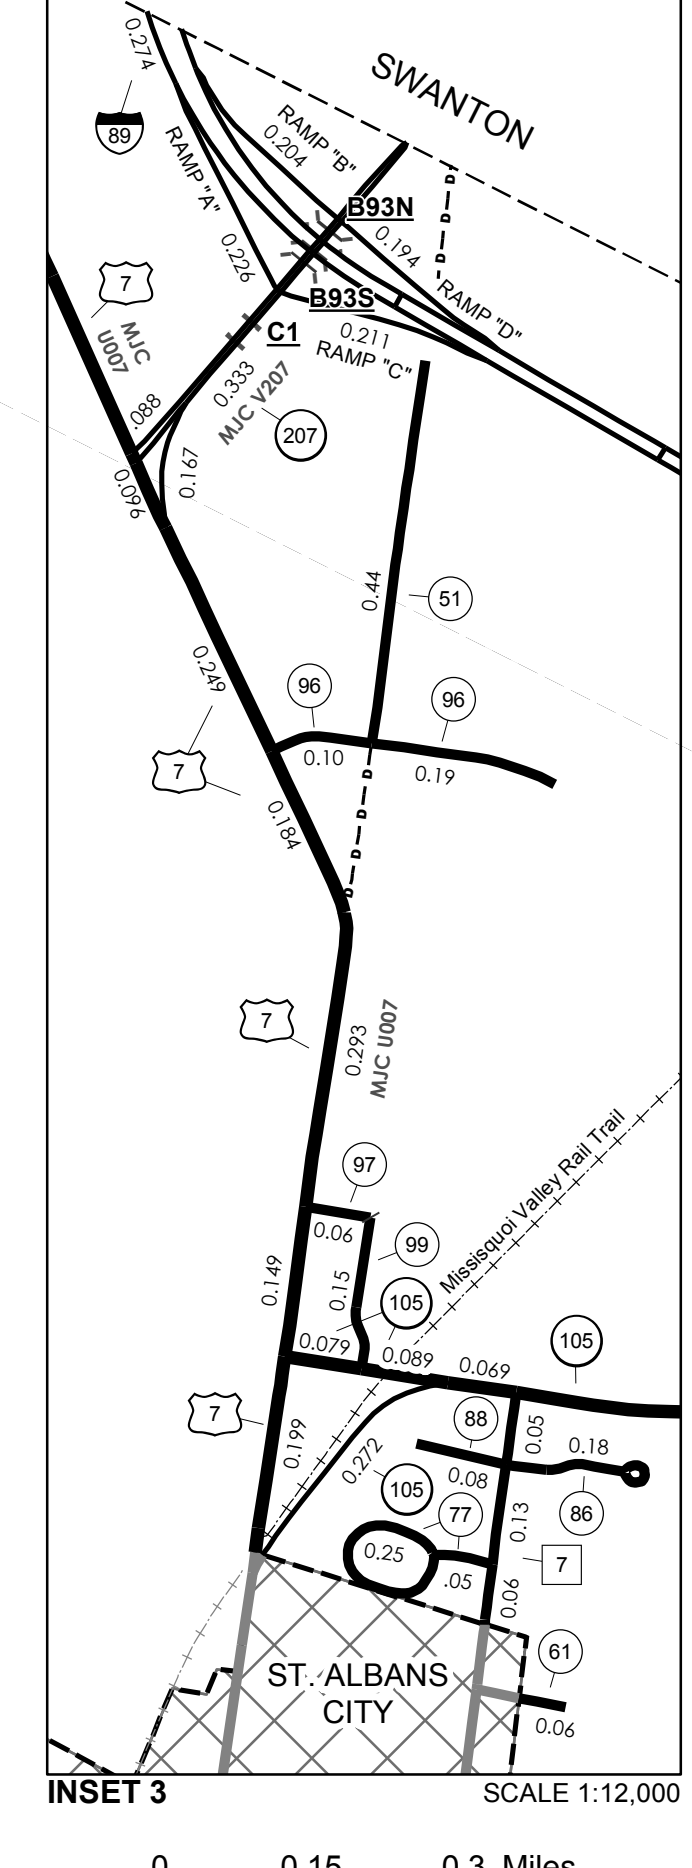 0.274
SWANTON
89
RAMP "B"
0.204
RAMP "A"
B93N
D
D
D
D
0.194
0.226
7
B93S
RAMP "D"
MJC
U007
C1
0.211
RAMP "C"
0.333
MJC V207
.088
207
0.167
0.096
0.44
51
0.249
96
96
0.10
0.19
7
D
D
D
D
0.184
7
0.293
MJC U007
Missisquoi Valley Rail Trail
97
0.06
99
0.149
0.15
105
105
0.079
0.089
0.069
7
88
0.05
0.199
0.18
0.272
0.08
105
86
77
0.13
0.25
7
.05
0.06
61
ST. ALBANS
CITY
0.06
INSET 3
SCALE 1:12,000
0 0.15 0.3 Miles